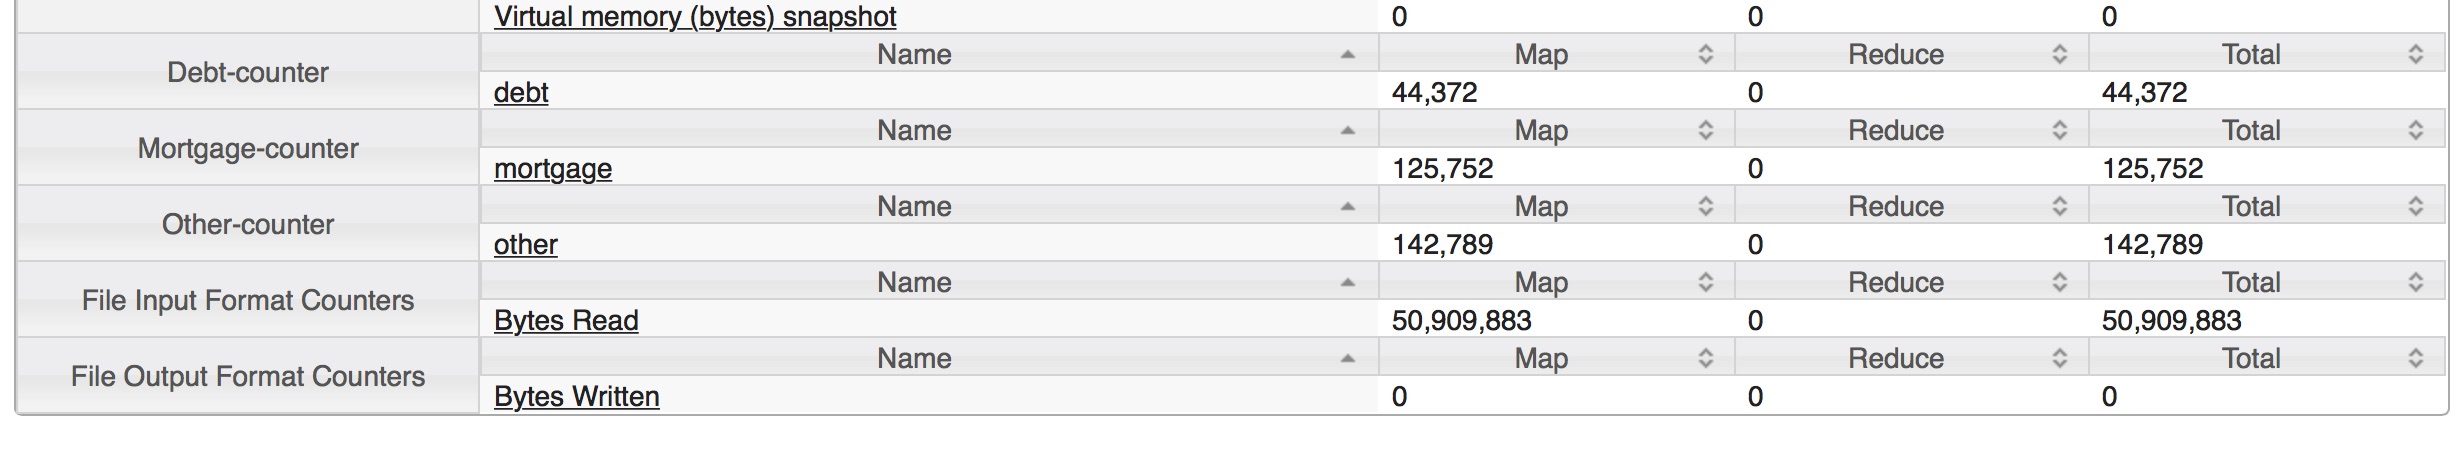 Virtual memory (bytes) snapshot 0 0 0
Name Map Reduce Total
Debt-counter
debt 44,372 0 44,372
Name Map Reduce Total
Mortgage-counter
mortgage 125,752 0 125,752
Name Map Reduce Total
Other-counter
other 142,789 0 142,789
Name Map Reduce Total
File Input Format Counters
Bytes Read 50,909,883 0 50,909,883
Name Map Reduce Total
File Output Format Counters
Bytes Written 0 0 0